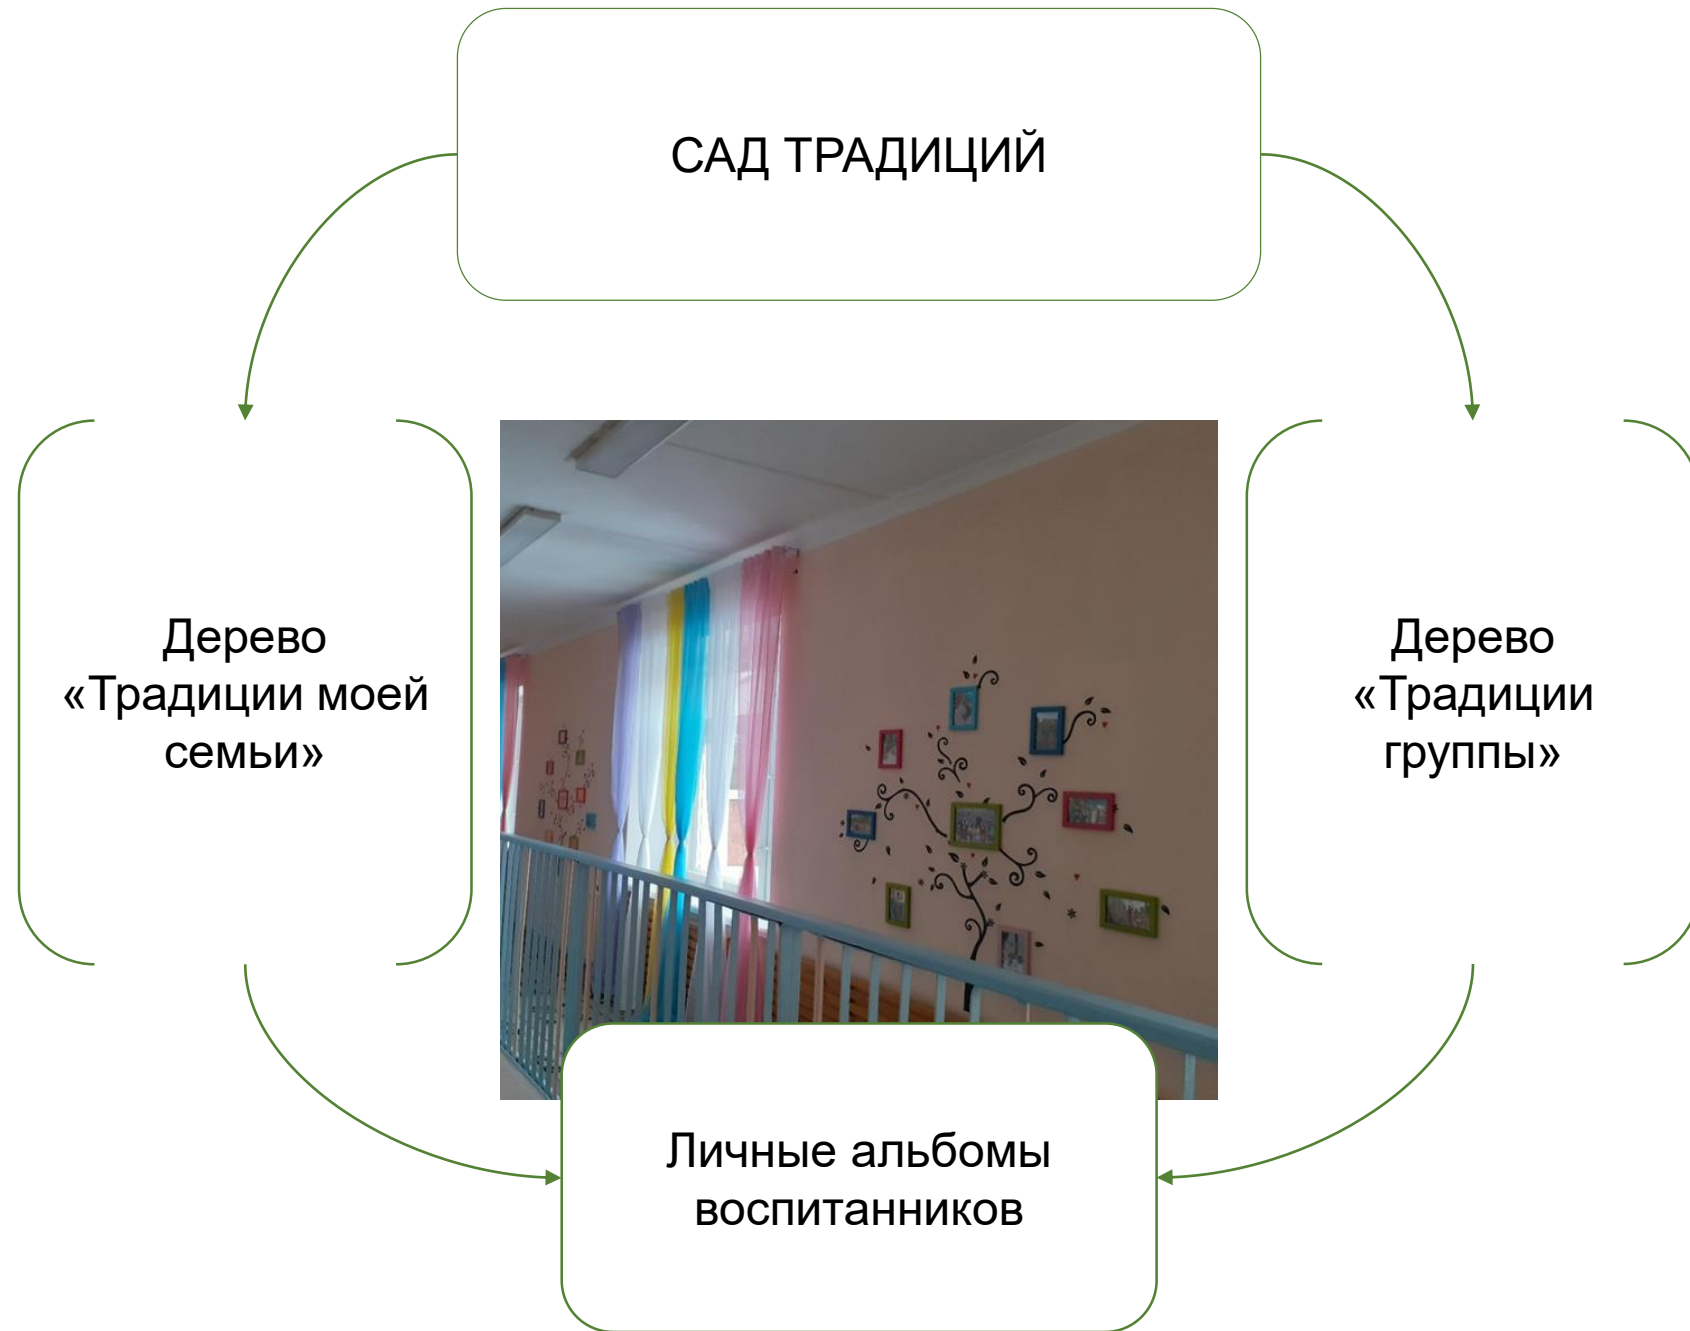 САД ТРАДИЦИЙ
Дерево
«Традиции моей
семьи»
Дерево
«Традиции
группы»
Личные альбомы
воспитанников